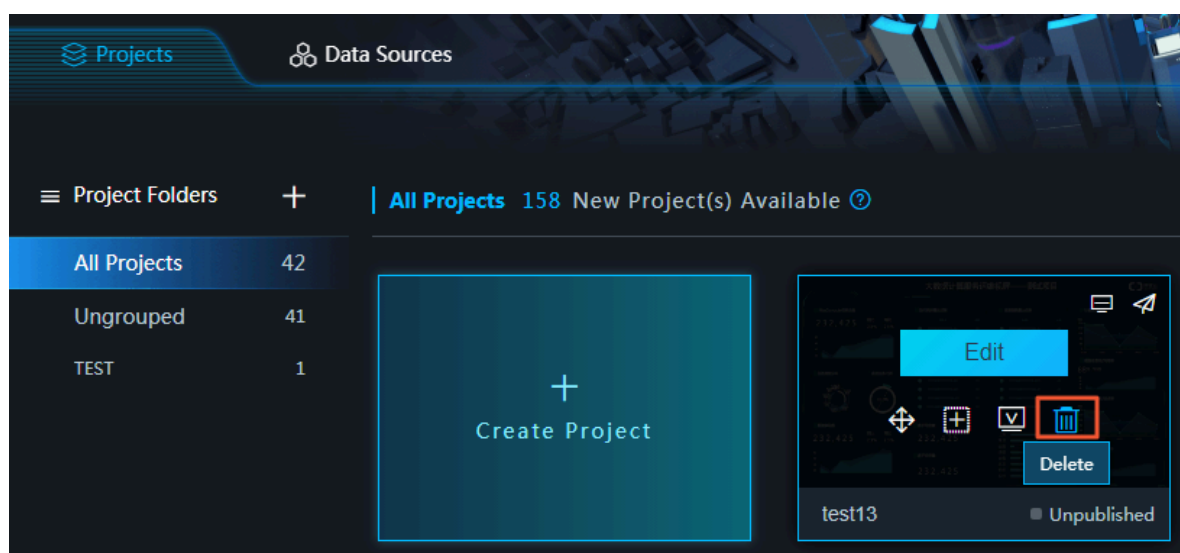 Projects
Data Sources
Project Folders
All Projects 158 New Project(s) Available
All Projects 42
Ungrouped 41
TEST 1
Create Project
Edit
Delete
test13
Unpublished